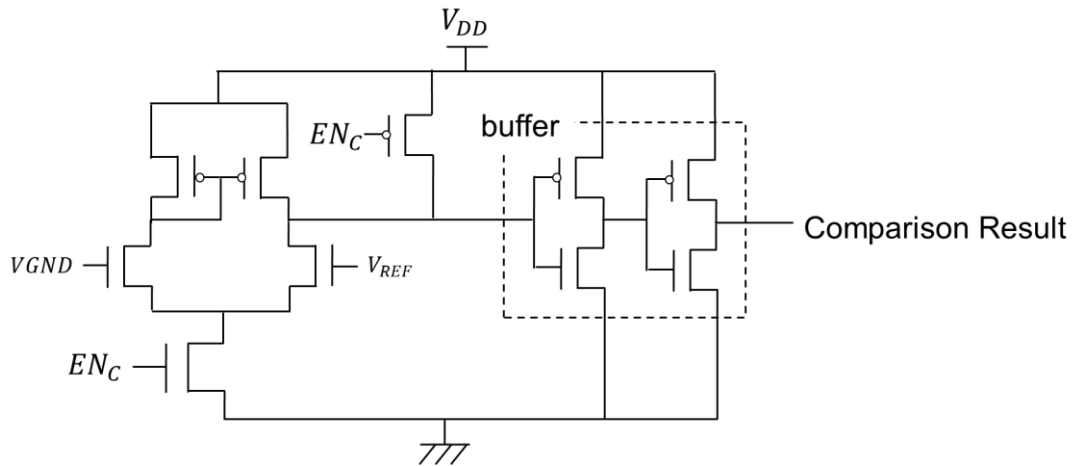 V_DD
EN_C
buffer
Comparison Result
VGND
V_REF
EN_C